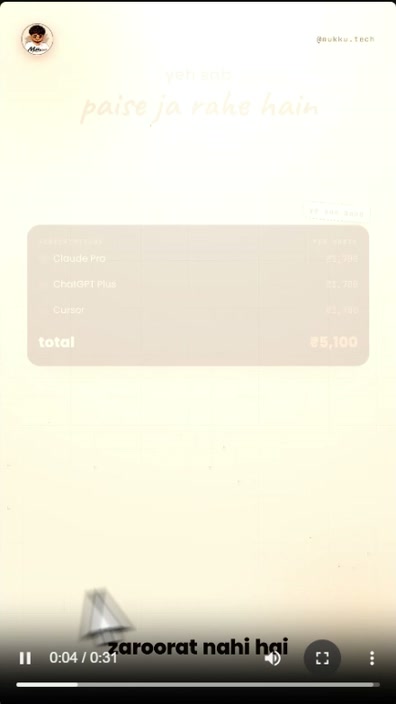 @mukku.tech
yeh sab
paise ja rahe hain
Claude Pro
ChatGPT Plus
Cursor
total ₹5,100
zaroorat nahi hai
0:04 / 0:31